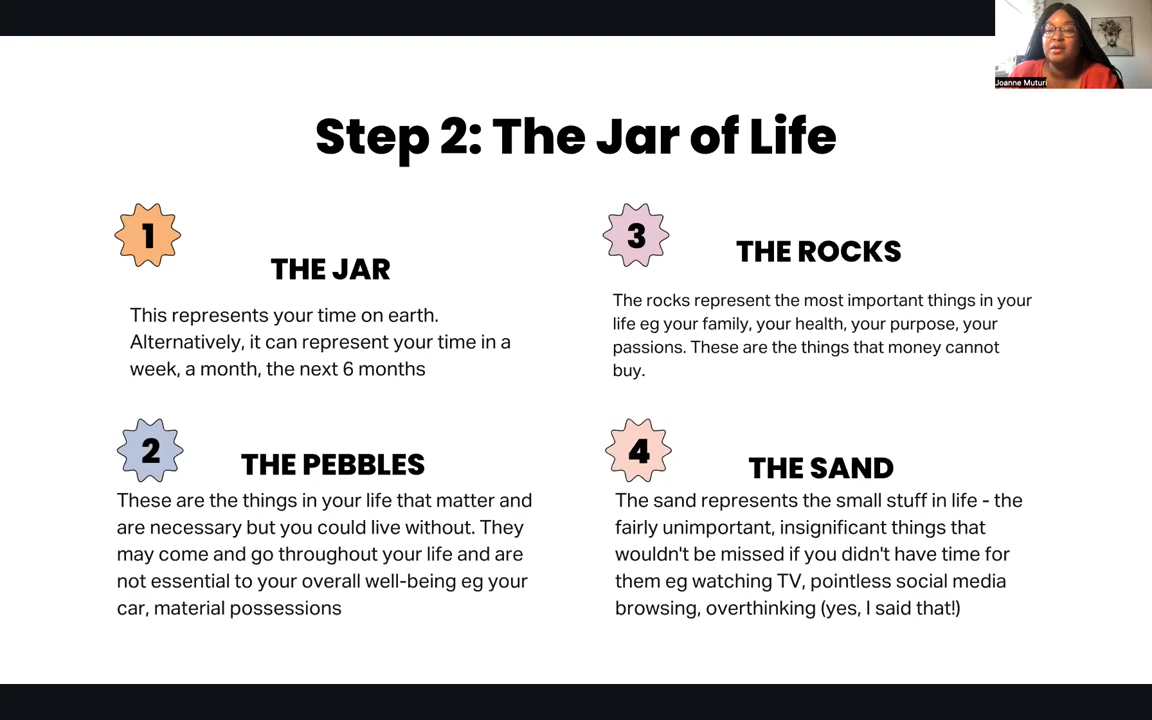 Joanne Muturi
Step 2: The Jar of Life
1
THE JAR
This represents your time on earth.
Alternatively, it can represent your time in a
week, a month, the next 6 months
2
THE PEBBLES
These are the things in your life that matter and
are necessary but you could live without. They
may come and go throughout your life and are
not essential to your overall well-being eg your
car, material possessions
3
THE ROCKS
The rocks represent the most important things in your
life eg your family, your health, your purpose, your
passions. These are the things that money cannot
buy.
4
THE SAND
The sand represents the small stuff in life - the
fairly unimportant, insignificant things that
wouldn't be missed if you didn't have time for
them eg watching TV, pointless social media
browsing, overthinking (yes, I said that!)